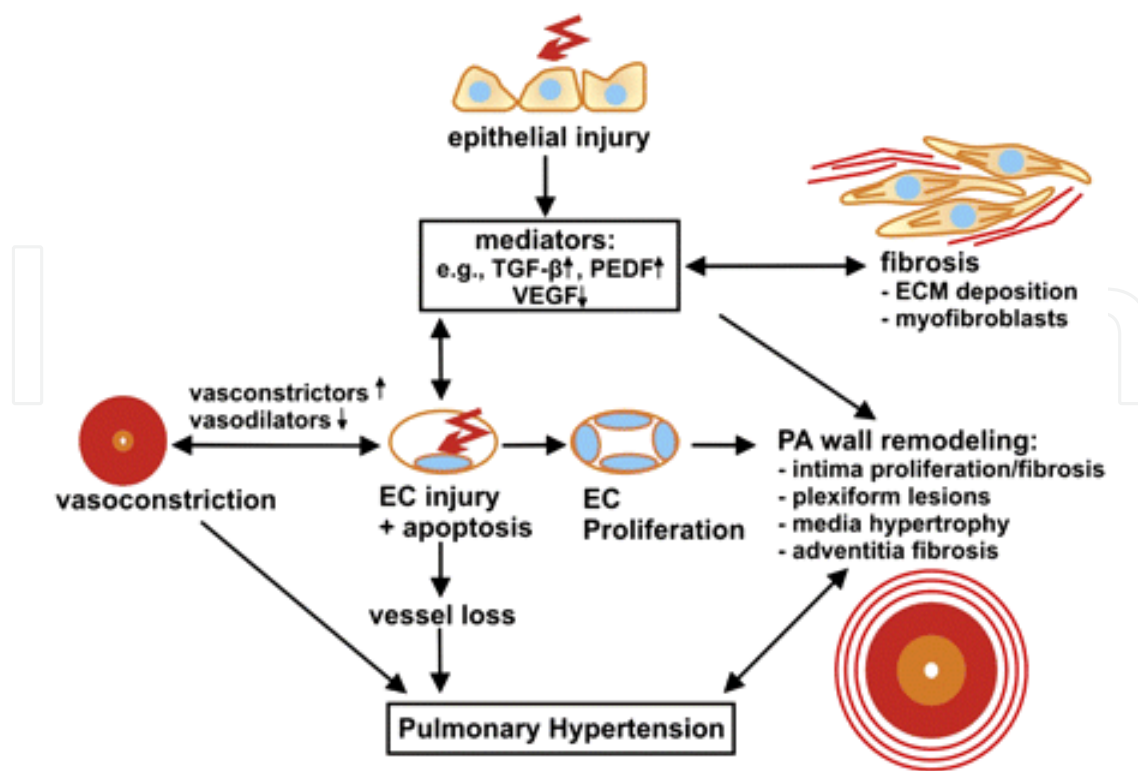 epithelial injury
mediators:
e.g., TGF-β↑, PEDF↑
VEGF↓
fibrosis
- ECM deposition
- myofibroblasts
vasconstrictors ↑
vasodilators ↓
vasoconstriction
EC injury
+ apoptosis
EC
Proliferation
PA wall remodeling:
- intima proliferation/fibrosis
- plexiform lesions
- media hypertrophy
- adventitia fibrosis
vessel loss
Pulmonary Hypertension